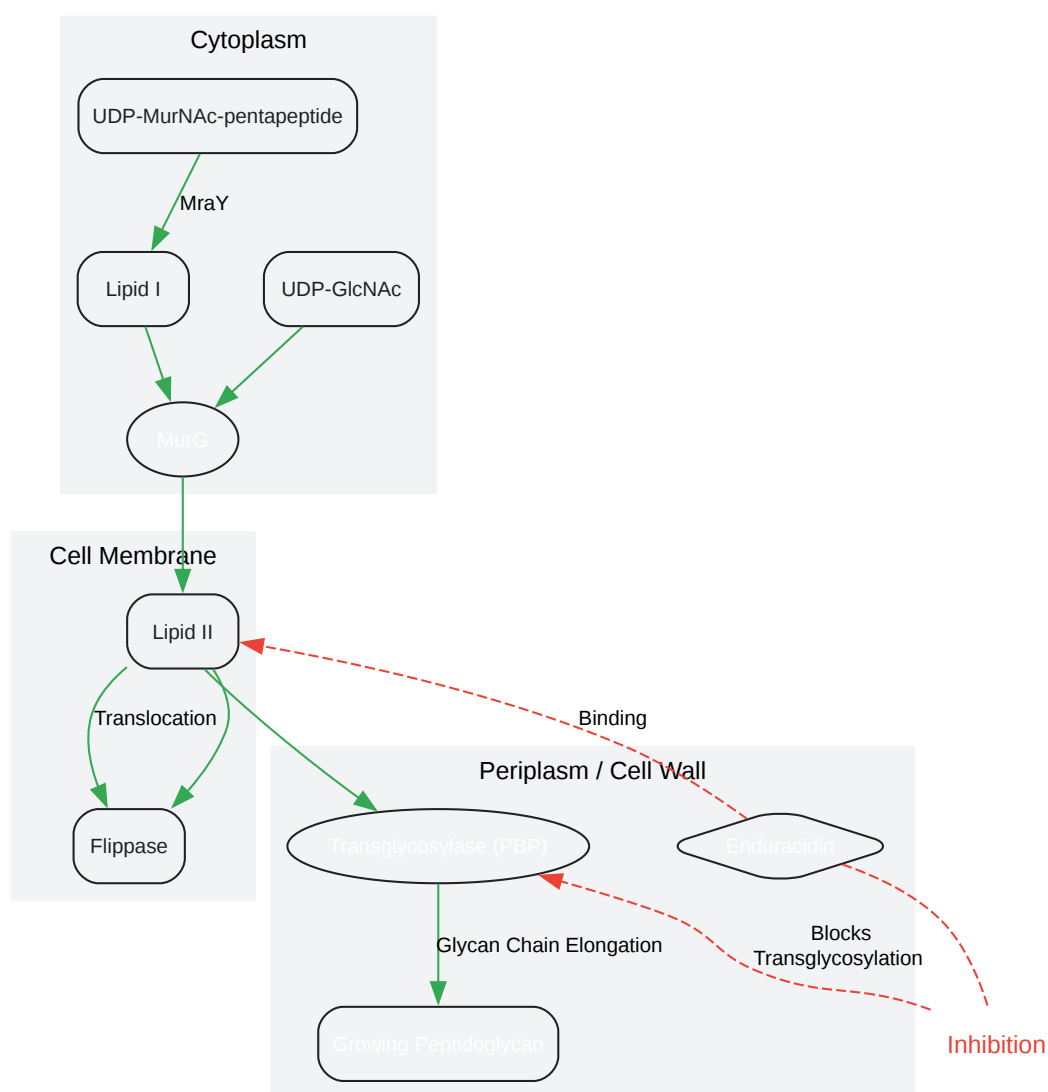 Cytoplasm
UDP-MurNAc-pentapeptide
MraY
Lipid I
UDP-GlcNAc
MurG
Cell Membrane
Lipid II
Translocation
Flippase
Binding
Periplasm / Cell Wall
Transglycosylase (PBP)
Enduracidin
Glycan Chain Elongation
Blocks
Transglycosylation
Growing Peptidoglycan
Inhibition